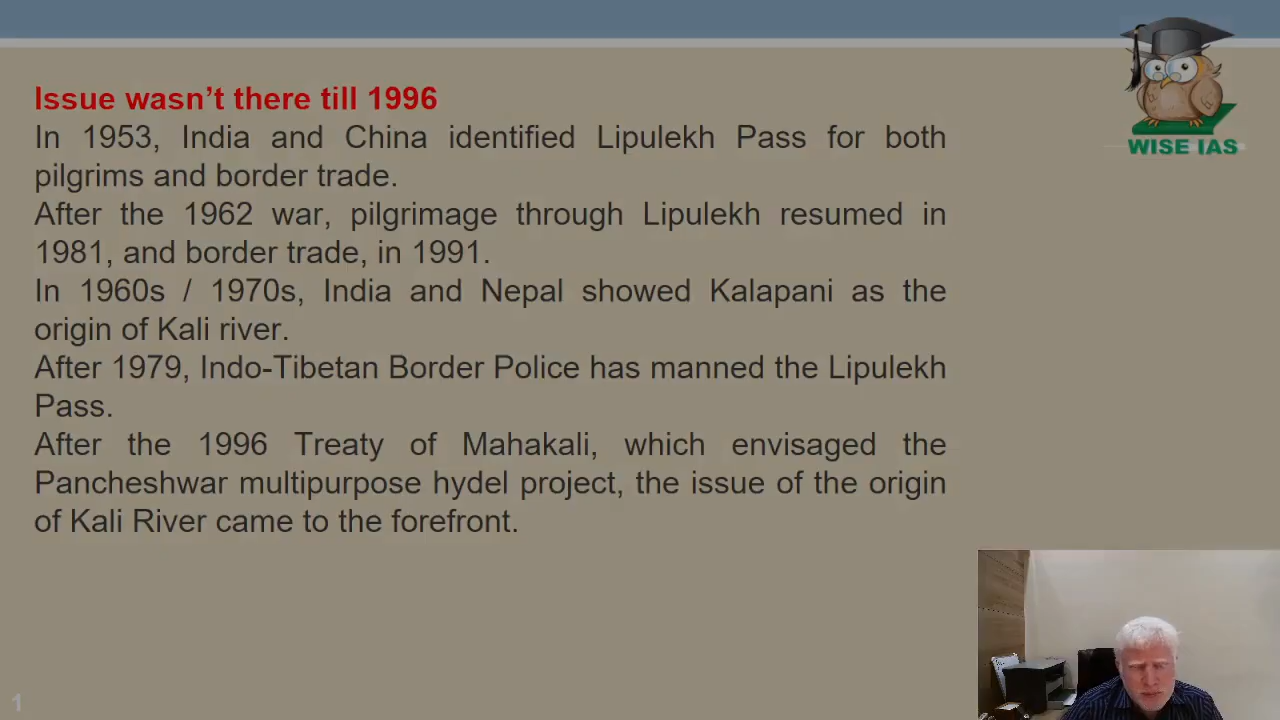 Issue wasn't there till 1996
In 1953, India and China identified Lipulekh Pass for both
pilgrims and border trade.
After the 1962 war, pilgrimage through Lipulekh resumed in
1981, and border trade, in 1991.
In 1960s / 1970s, India and Nepal showed Kalapani as the
origin of Kali river.
After 1979, Indo-Tibetan Border Police has manned the Lipulekh
Pass.
After the 1996 Treaty of Mahakali, which envisaged the
Pancheshwar multipurpose hydel project, the issue of the origin
of Kali River came to the forefront.
WISE IAS
1